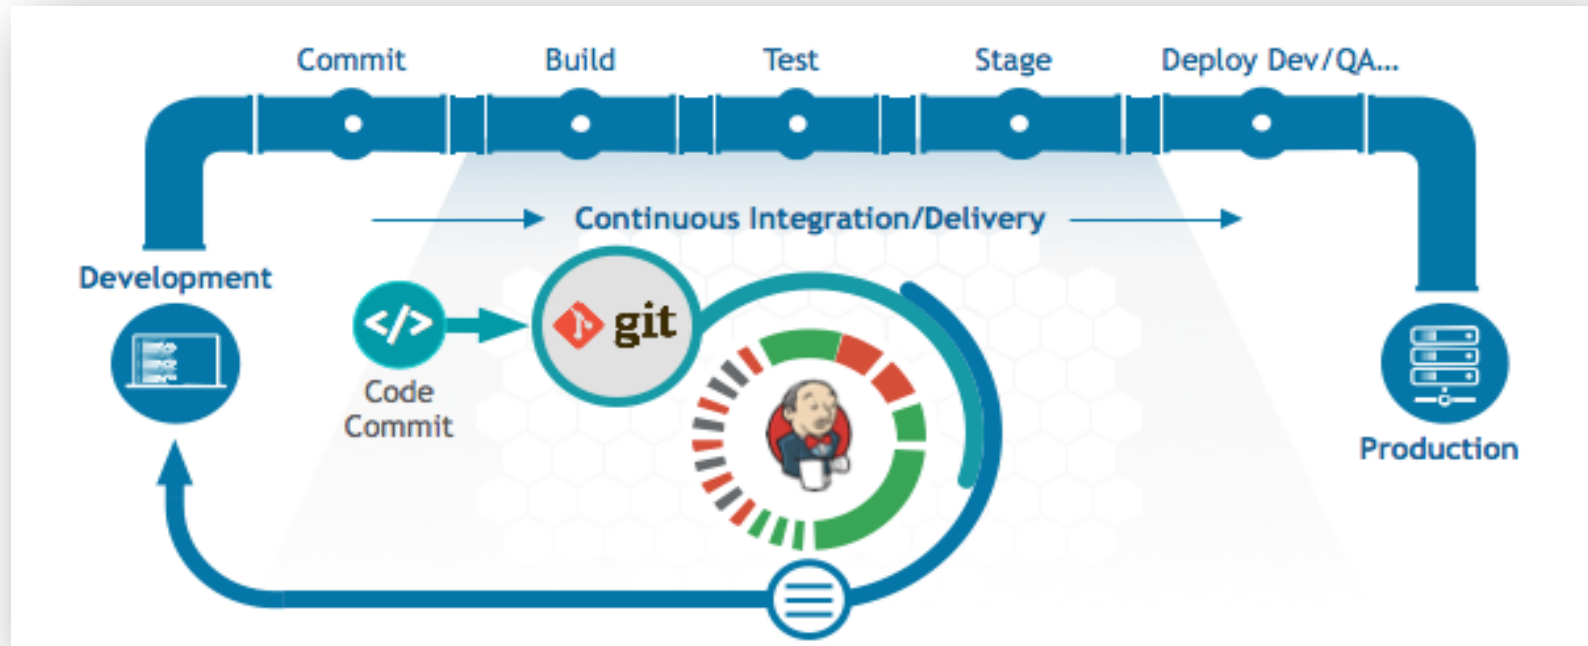 Commit
Build
Test
Stage
Deploy Dev/QA...
Continuous Integration/Delivery
Development
</>
git
Code
Commit
Production